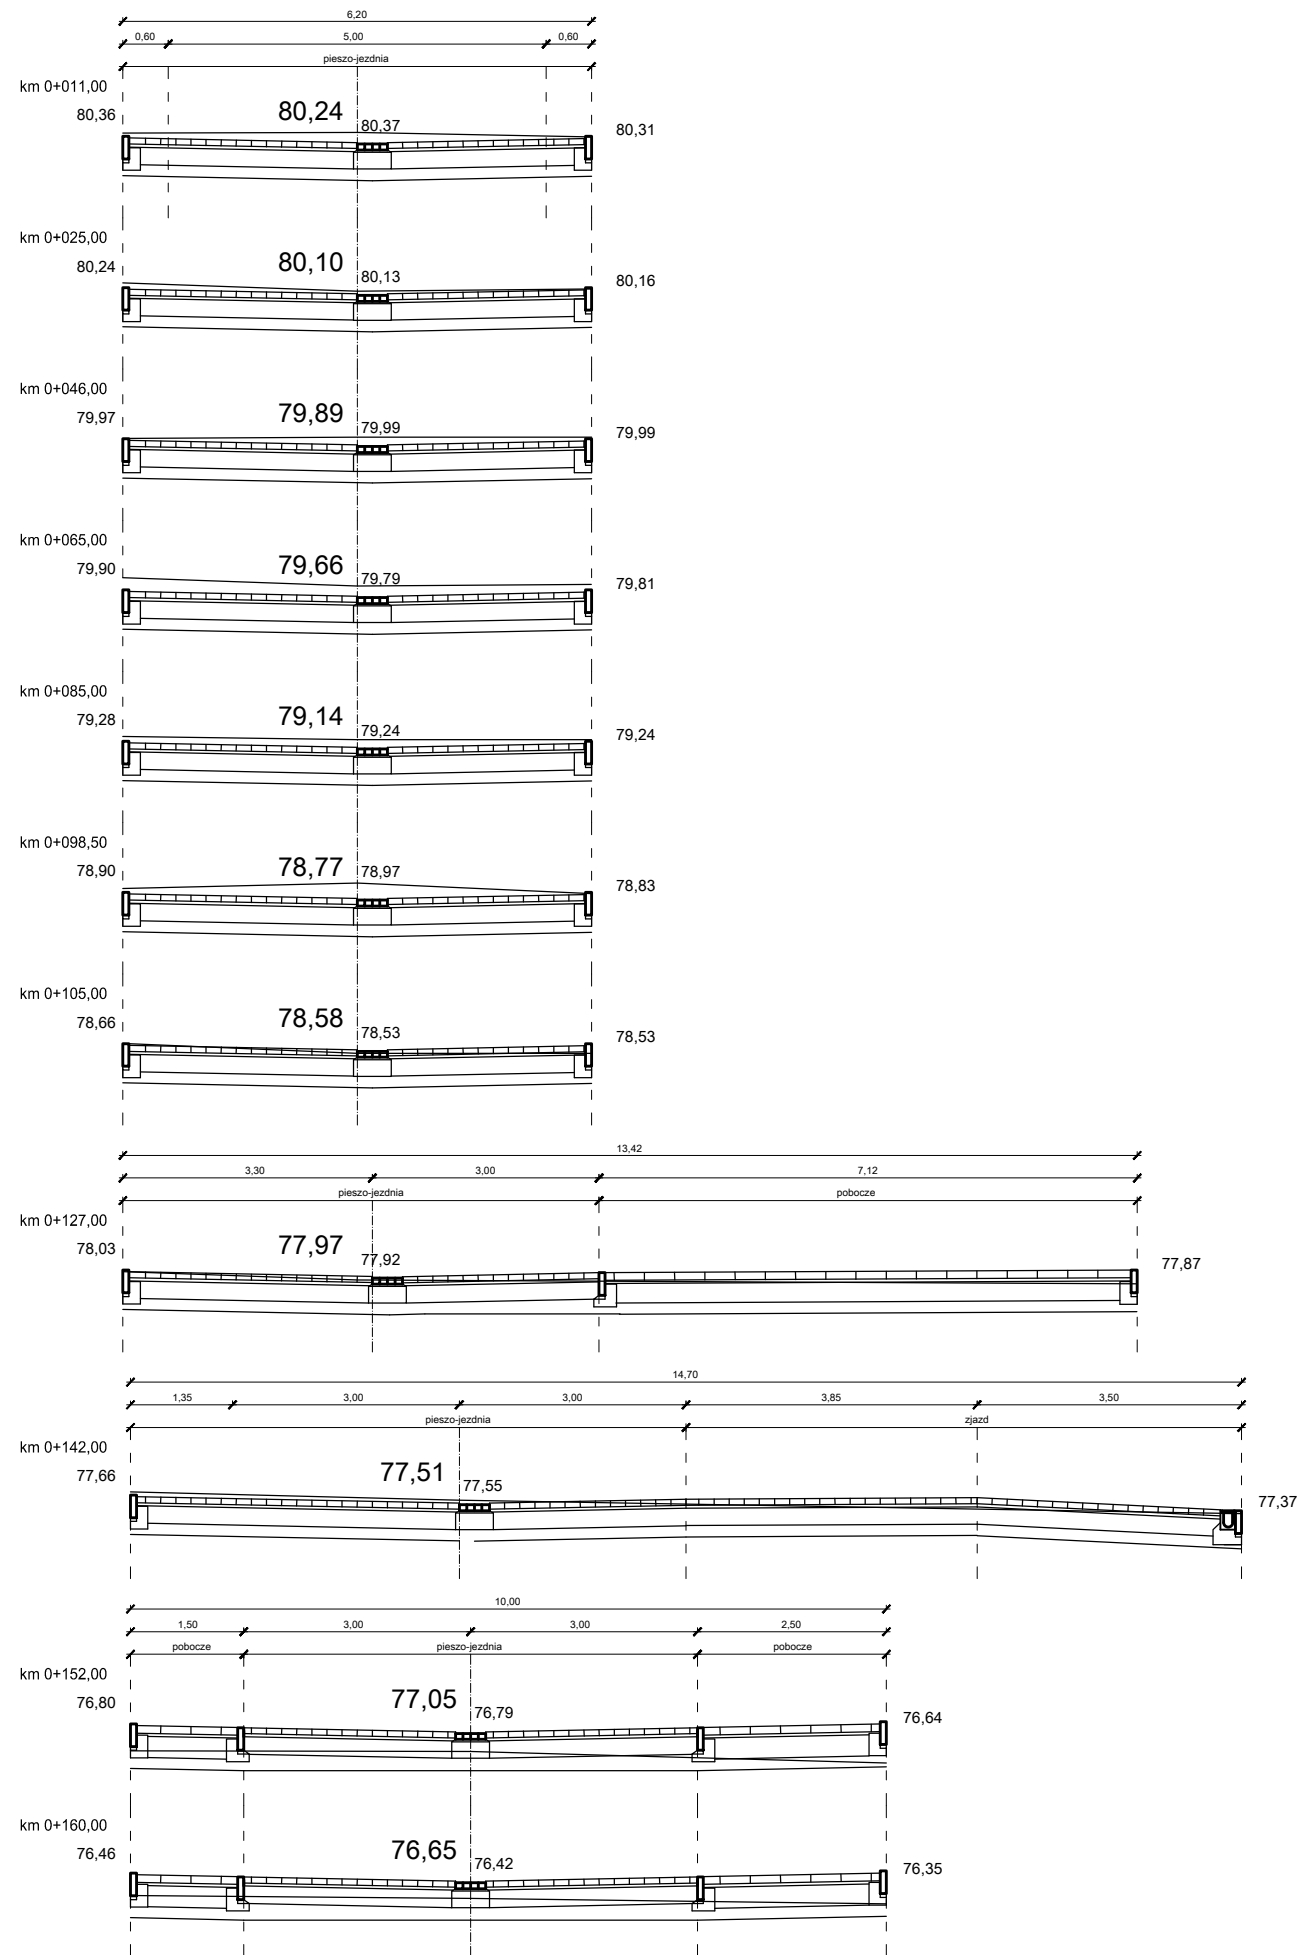 6,20
0,60 5,00 0,60
pieszo-jezdnia
km 0+011,00
80,36 80,24 80,37 80,31
km 0+025,00
80,24 80,10 80,13 80,16
km 0+046,00
79,97 79,89 79,99 79,99
km 0+065,00
79,90 79,66 79,79 79,81
km 0+085,00
79,28 79,14 79,24 79,24
km 0+098,50
78,90 78,77 78,97 78,83
km 0+105,00
78,66 78,58 78,53 78,53
13,42
3,30 3,00 7,12
pieszo-jezdnia pobocze
km 0+127,00
78,03 77,97 77,92 77,87
14,70
1,35 3,00 3,00 3,85 3,50
pieszo-jezdnia zjazd
km 0+142,00
77,66 77,51 77,55 77,37
10,00
1,50 3,00 3,00 2,50
pobocze pieszo-jezdnia pobocze
km 0+152,00
76,80 77,05 76,79 76,64
km 0+160,00
76,46 76,65 76,42 76,35